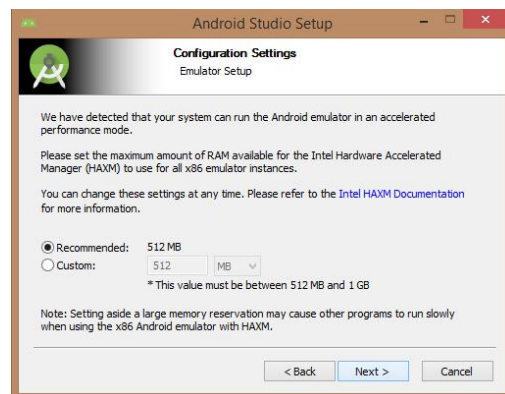 Android Studio Setup
Configuration Settings
Emulator Setup
We have detected that your system can run the Android emulator in an accelerated
performance mode.
Please set the maximum amount of RAM available for the Intel Hardware Accelerated
Manager (HAXM) to use for all x86 emulator instances.
You can change these settings at any time. Please refer to the Intel HAXM Documentation
for more information.
Recommended: 512 MB
Custom: 512 MB
* This value must be between 512 MB and 1 GB
Note: Setting aside a large memory reservation may cause other programs to run slowly
when using the x86 Android emulator with HAXM.
< Back Next > Cancel